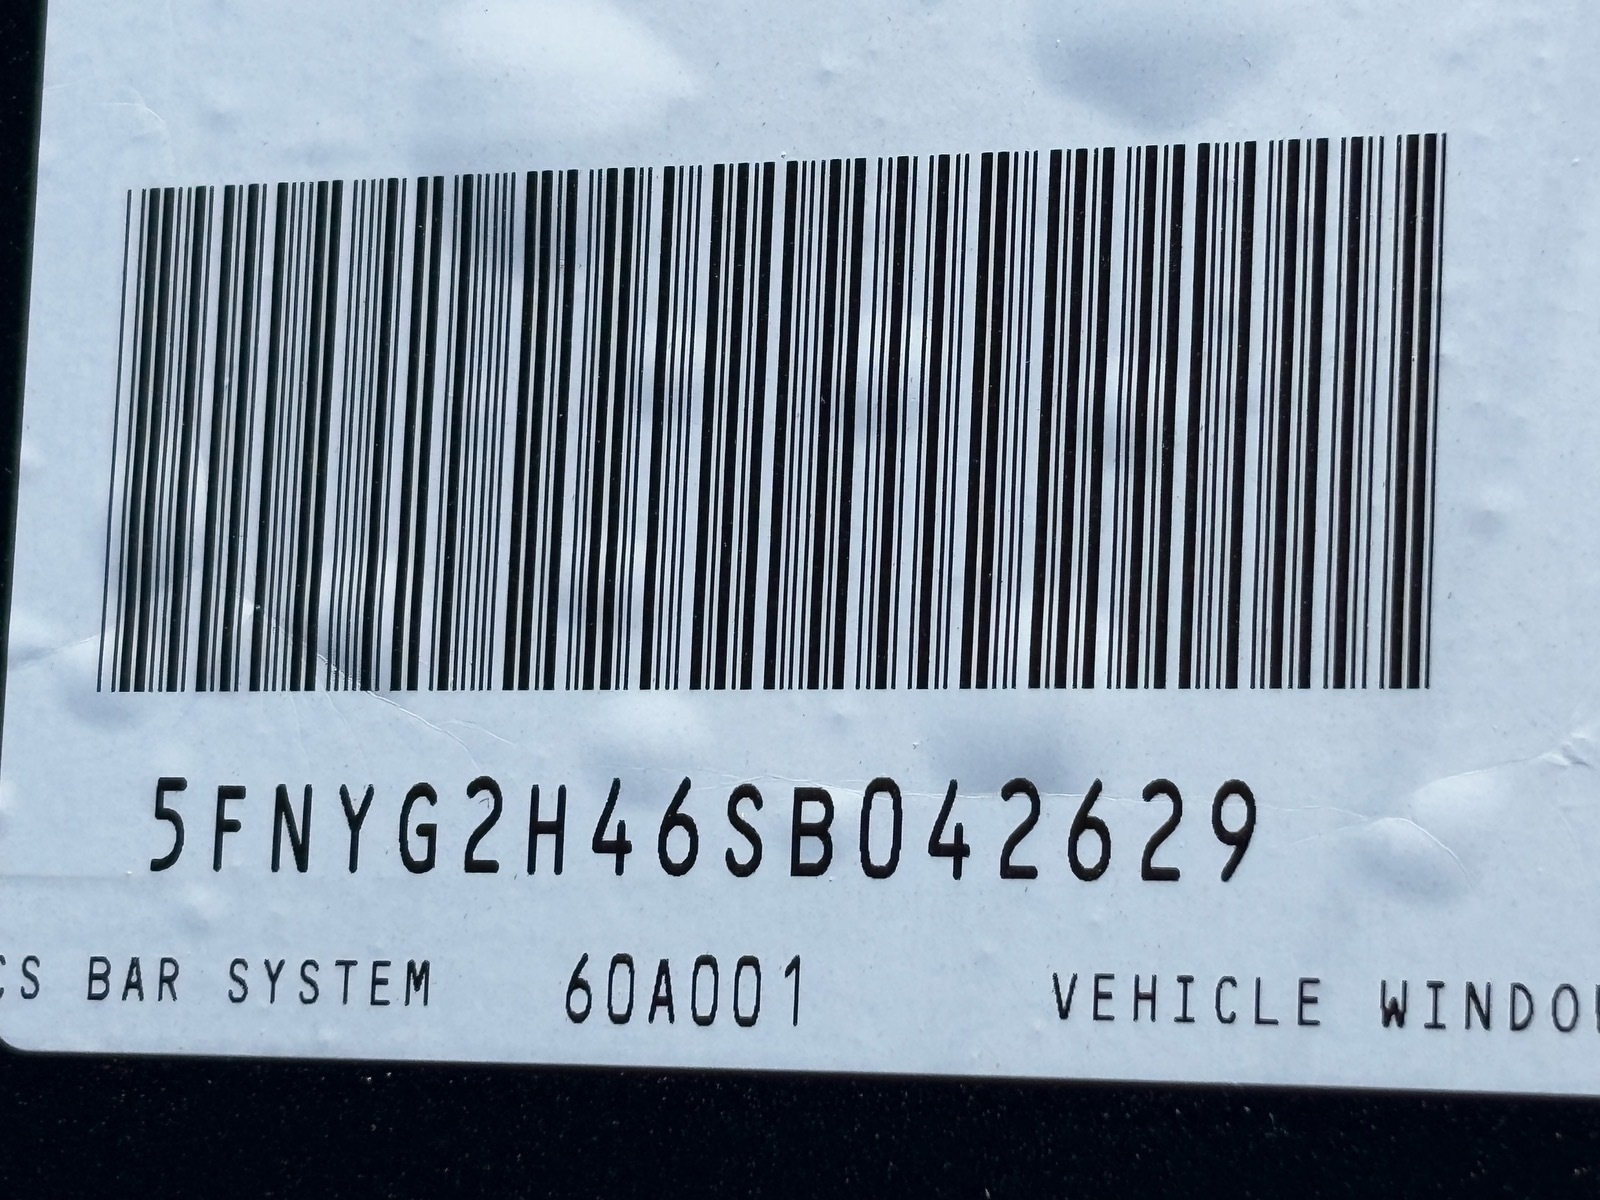 5FNYG2H46SB042629
CS BAR SYSTEM 60A001 VEHICLE WINDO